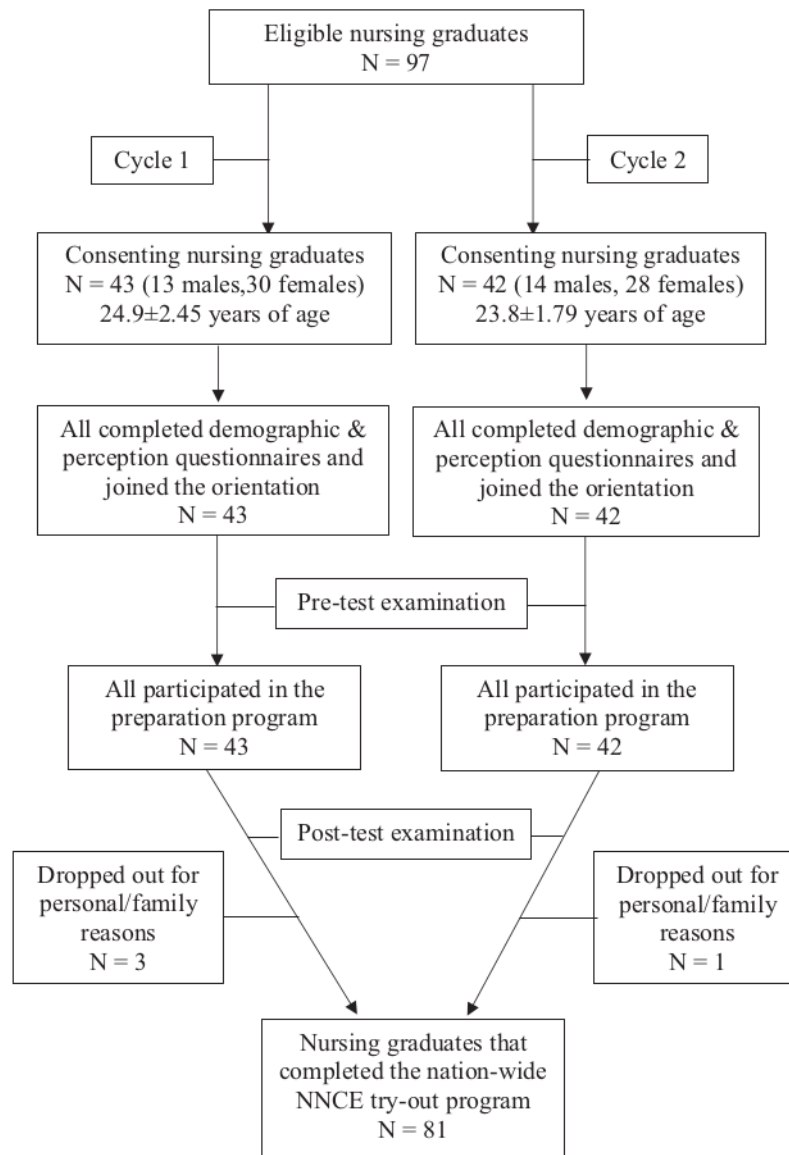 Eligible nursing graduates
N = 97
Cycle 1
Cycle 2
Consenting nursing graduates
N = 43 (13 males,30 females)
24.9±2.45 years of age
Consenting nursing graduates
N = 42 (14 males, 28 females)
23.8±1.79 years of age
All completed demographic &
perception questionnaires and
joined the orientation
N = 43
All completed demographic &
perception questionnaires and
joined the orientation
N = 42
Pre-test examination
All participated in the
preparation program
N = 43
All participated in the
preparation program
N = 42
Post-test examination
Dropped out for
personal/family
reasons
N = 3
Dropped out for
personal/family
reasons
N = 1
Nursing graduates that
completed the nation-wide
NNCE try-out program
N = 81